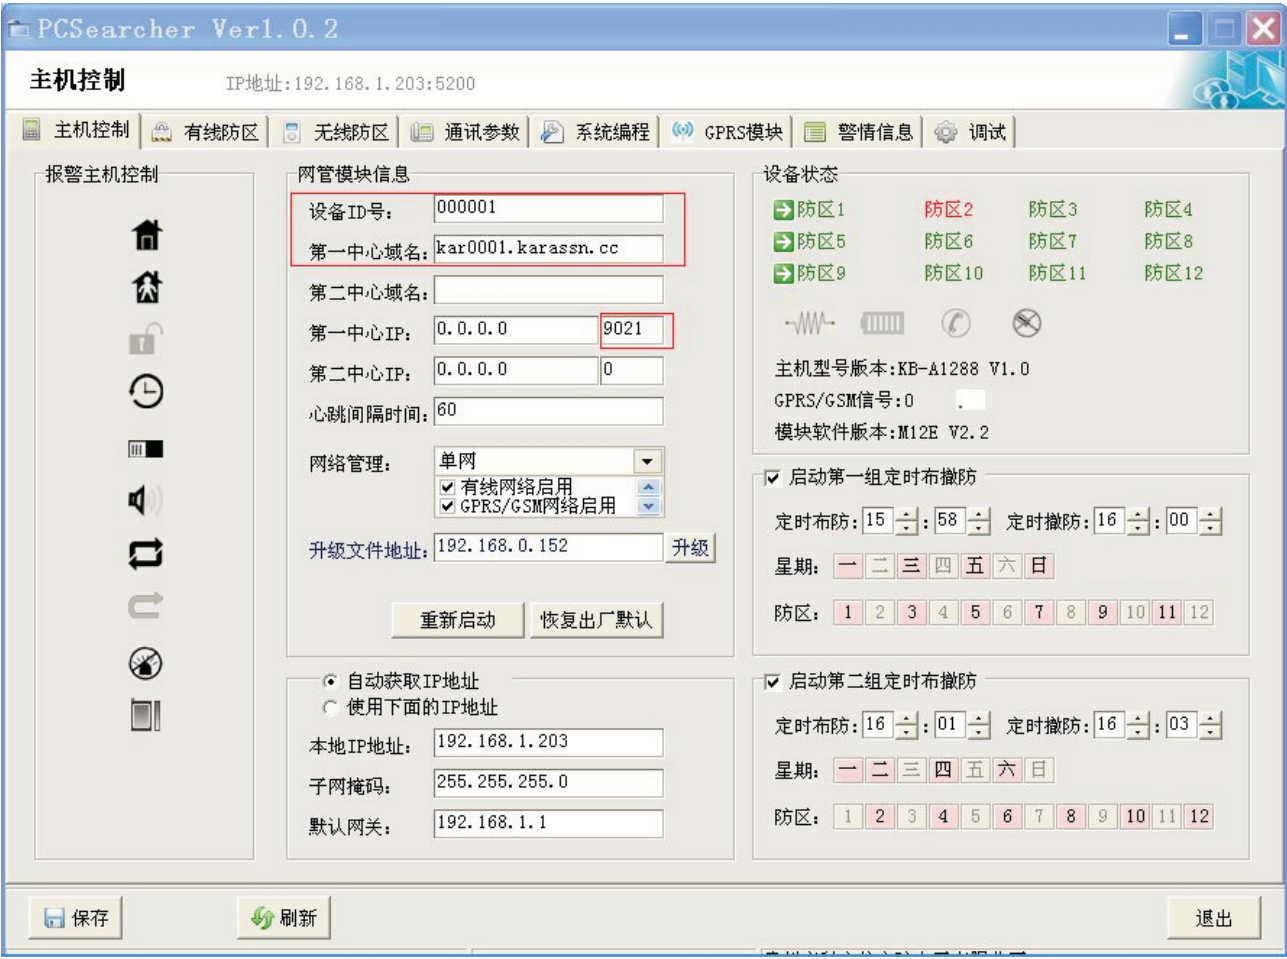 PCSearcher Ver1.0.2
主机控制 IP地址:192.168.1.203:5200
主机控制 有线防区 无线防区 通讯参数 系统编程 GPRS模块 警情信息 调试
报警主机控制
网管模块信息
设备ID号: 000001
第一中心域名: kar0001.karassn.cc
第二中心域名:
第一中心IP: 0.0.0.0 9021
第二中心IP: 0.0.0.0 0
心跳间隔时间: 60
网络管理: 单网
有线网络启用
GPRS/GSM网络启用
升级文件地址: 192.168.0.152 升级
重新启动 恢复出厂默认
自动获取IP地址
使用下面的IP地址
本地IP地址: 192.168.1.203
子网掩码: 255.255.255.0
默认网关: 192.168.1.1
设备状态
防区1 防区2 防区3 防区4
防区5 防区6 防区7 防区8
防区9 防区10 防区11 防区12
主机型号版本:KB-A1288 V1.0
GPRS/GSM信号:0 .
模块软件版本:M12E V2.2
启动第一组定时布撤防
定时布防: 15 : 58 定时撤防: 16 : 00
星期: 一 二 三 四 五 六 日
防区: 1 2 3 4 5 6 7 8 9 10 11 12
启动第二组定时布撤防
定时布防: 16 : 01 定时撤防: 16 : 03
星期: 一 二 三 四 五 六 日
防区: 1 2 3 4 5 6 7 8 9 10 11 12
保存 刷新 退出